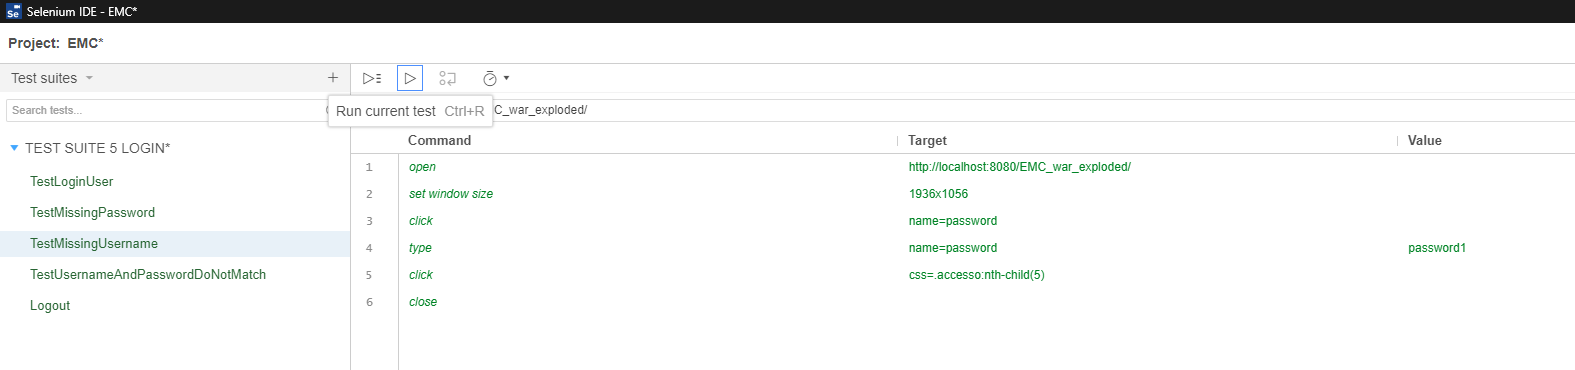 Se Selenium IDE - EMC*
Project: EMC*
Test suites
Search tests...
Run current test Ctrl+R
C_war_exploded/
Command Target Value
TEST SUITE 5 LOGIN*
TestLoginUser
TestMissingPassword
TestMissingUsername
TestUsernameAndPasswordDoNotMatch
Logout
1 open http://localhost:8080/EMC_war_exploded/
2 set window size 1936x1056
3 click name=password
4 type name=password password1
5 click css=.accesso:nth-child(5)
6 close